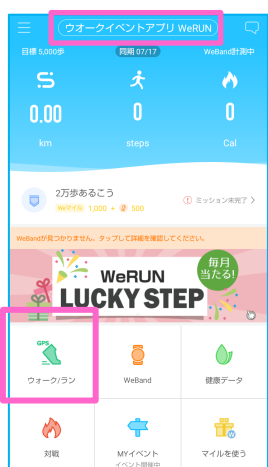 ウオークイベントアプリ WeRUN
目標 5,000歩 同期 07/17 WeBand計測中
0.00 0 0
km steps Cal
2万歩あるこう
Weマイル 1,000 + 500 ミッション未完了
WeBandが見つかりません。タップして詳細を確認してください。
WeRUN
LUCKY STEP
毎月
当たる!
GPS
ウォーク/ラン WeBand 健康データ
対戦 MYイベント マイルを使う
イベント開催中